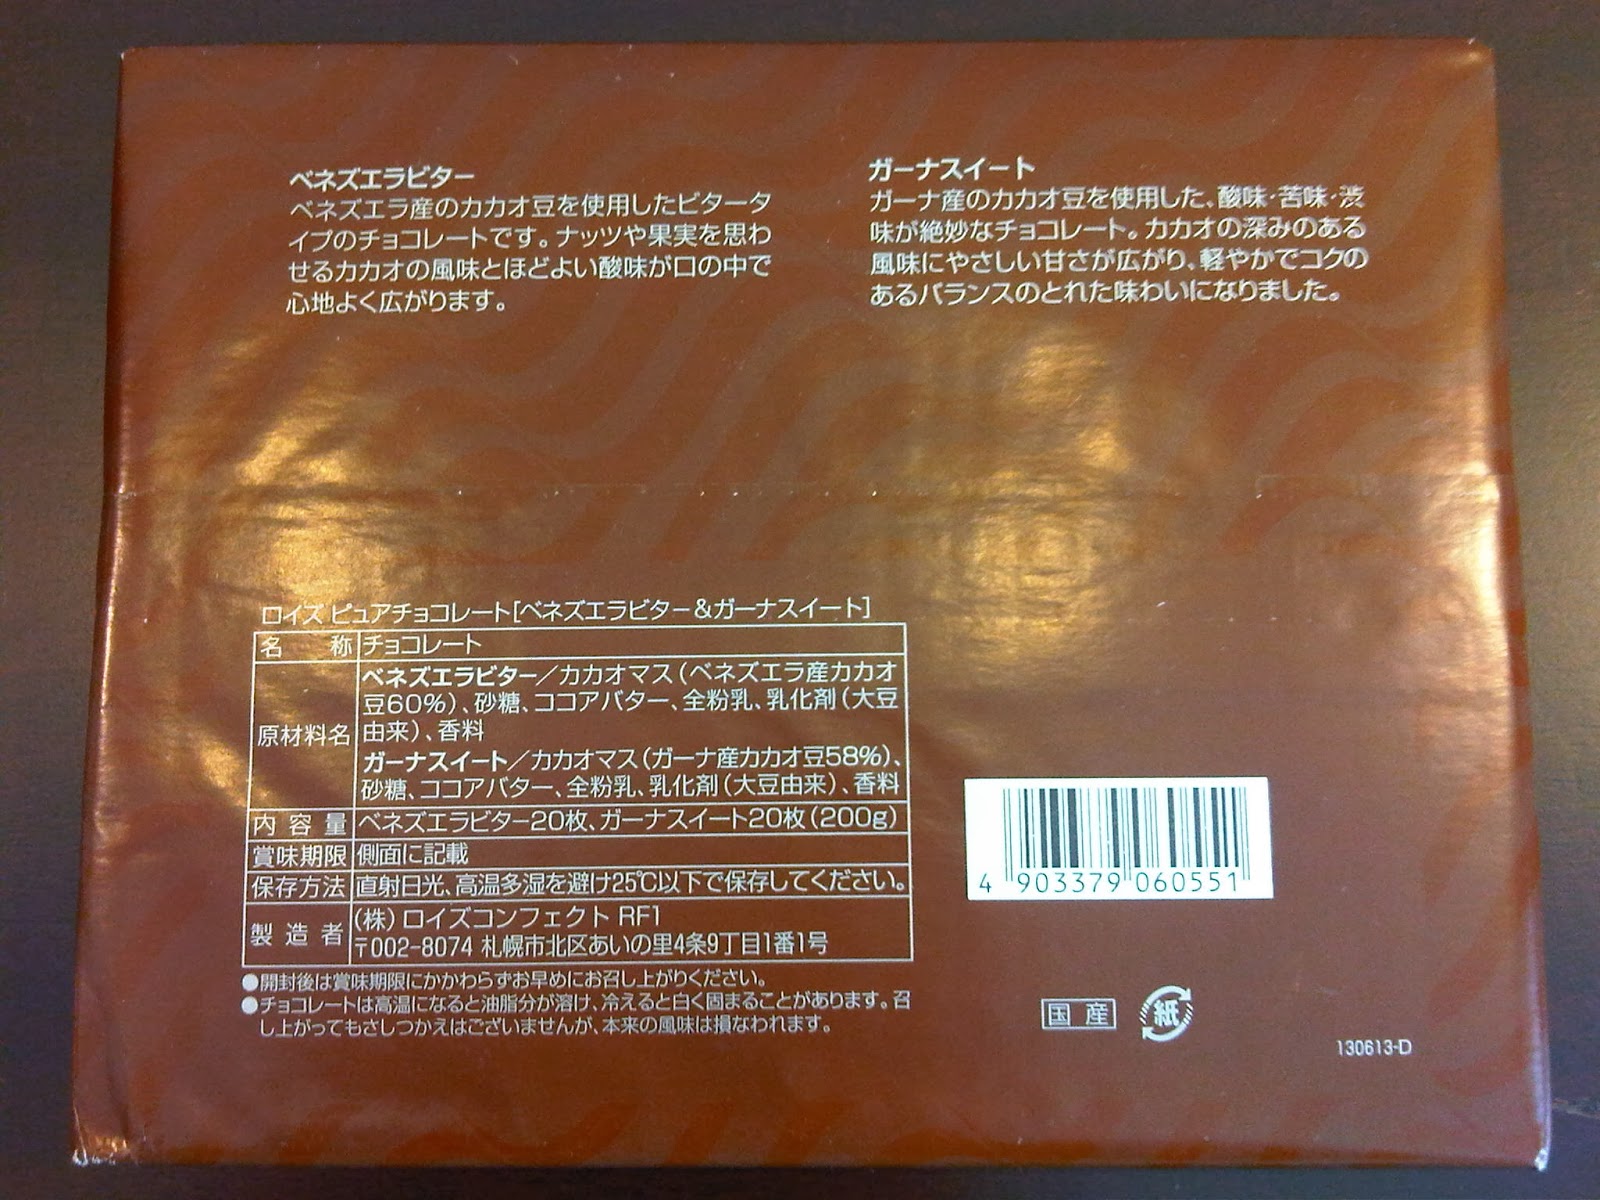 ベネズエラビター
ベネズエラ産のカカオ豆を使用したビタータ
イプのチョコレートです。ナッツや果実を思わ
せるカカオの風味とほどよい酸味が口の中で
心地よく広がります。
ガーナスイート
ガーナ産のカカオ豆を使用した、酸味・苦味・渋
味が絶妙なチョコレート。カカオの深みのある
風味にやさしい甘さが広がり、軽やかでコクの
あるバランスのとれた味わいになりました。
ロイズ ピュアチョコレート[ベネズエラビター&ガーナスイート]
名 称 チョコレート
原材料名 ベネズエラビター/カカオマス(ベネズエラ産カカオ
豆60%)、砂糖、ココアバター、全粉乳、乳化剤(大豆
由来)、香料
ガーナスイート/カカオマス(ガーナ産カカオ豆58%)、
砂糖、ココアバター、全粉乳、乳化剤(大豆由来)、香料
内容量 ベネズエラビター20枚、ガーナスイート20枚(200g)
賞味期限 側面に記載
保存方法 直射日光、高温多湿を避け25℃以下で保存してください。
製造者 (株)ロイズコンフェクト RF1
〒002-8074 札幌市北区あいの里4条9丁目1番1号
●開封後は賞味期限にかかわらずお早めにお召し上がりください。
●チョコレートは高温になると油脂分が溶け、冷えると白く固まることがあります。召
し上がってもさしつかえはございませんが、本来の風味は損なわれます。
4 903379 060551
国産
紙
130613-D